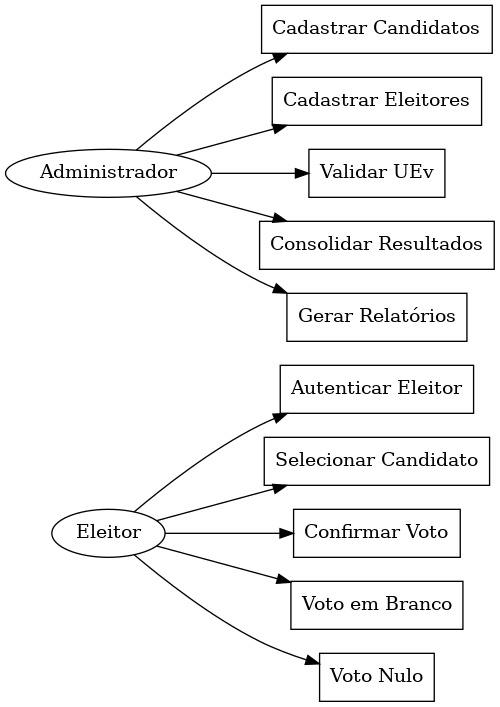 Cadastrar Candidatos
Cadastrar Eleitores
Administrador
Validar UEv
Consolidar Resultados
Gerar Relatórios
Autenticar Eleitor
Selecionar Candidato
Eleitor
Confirmar Voto
Voto em Branco
Voto Nulo